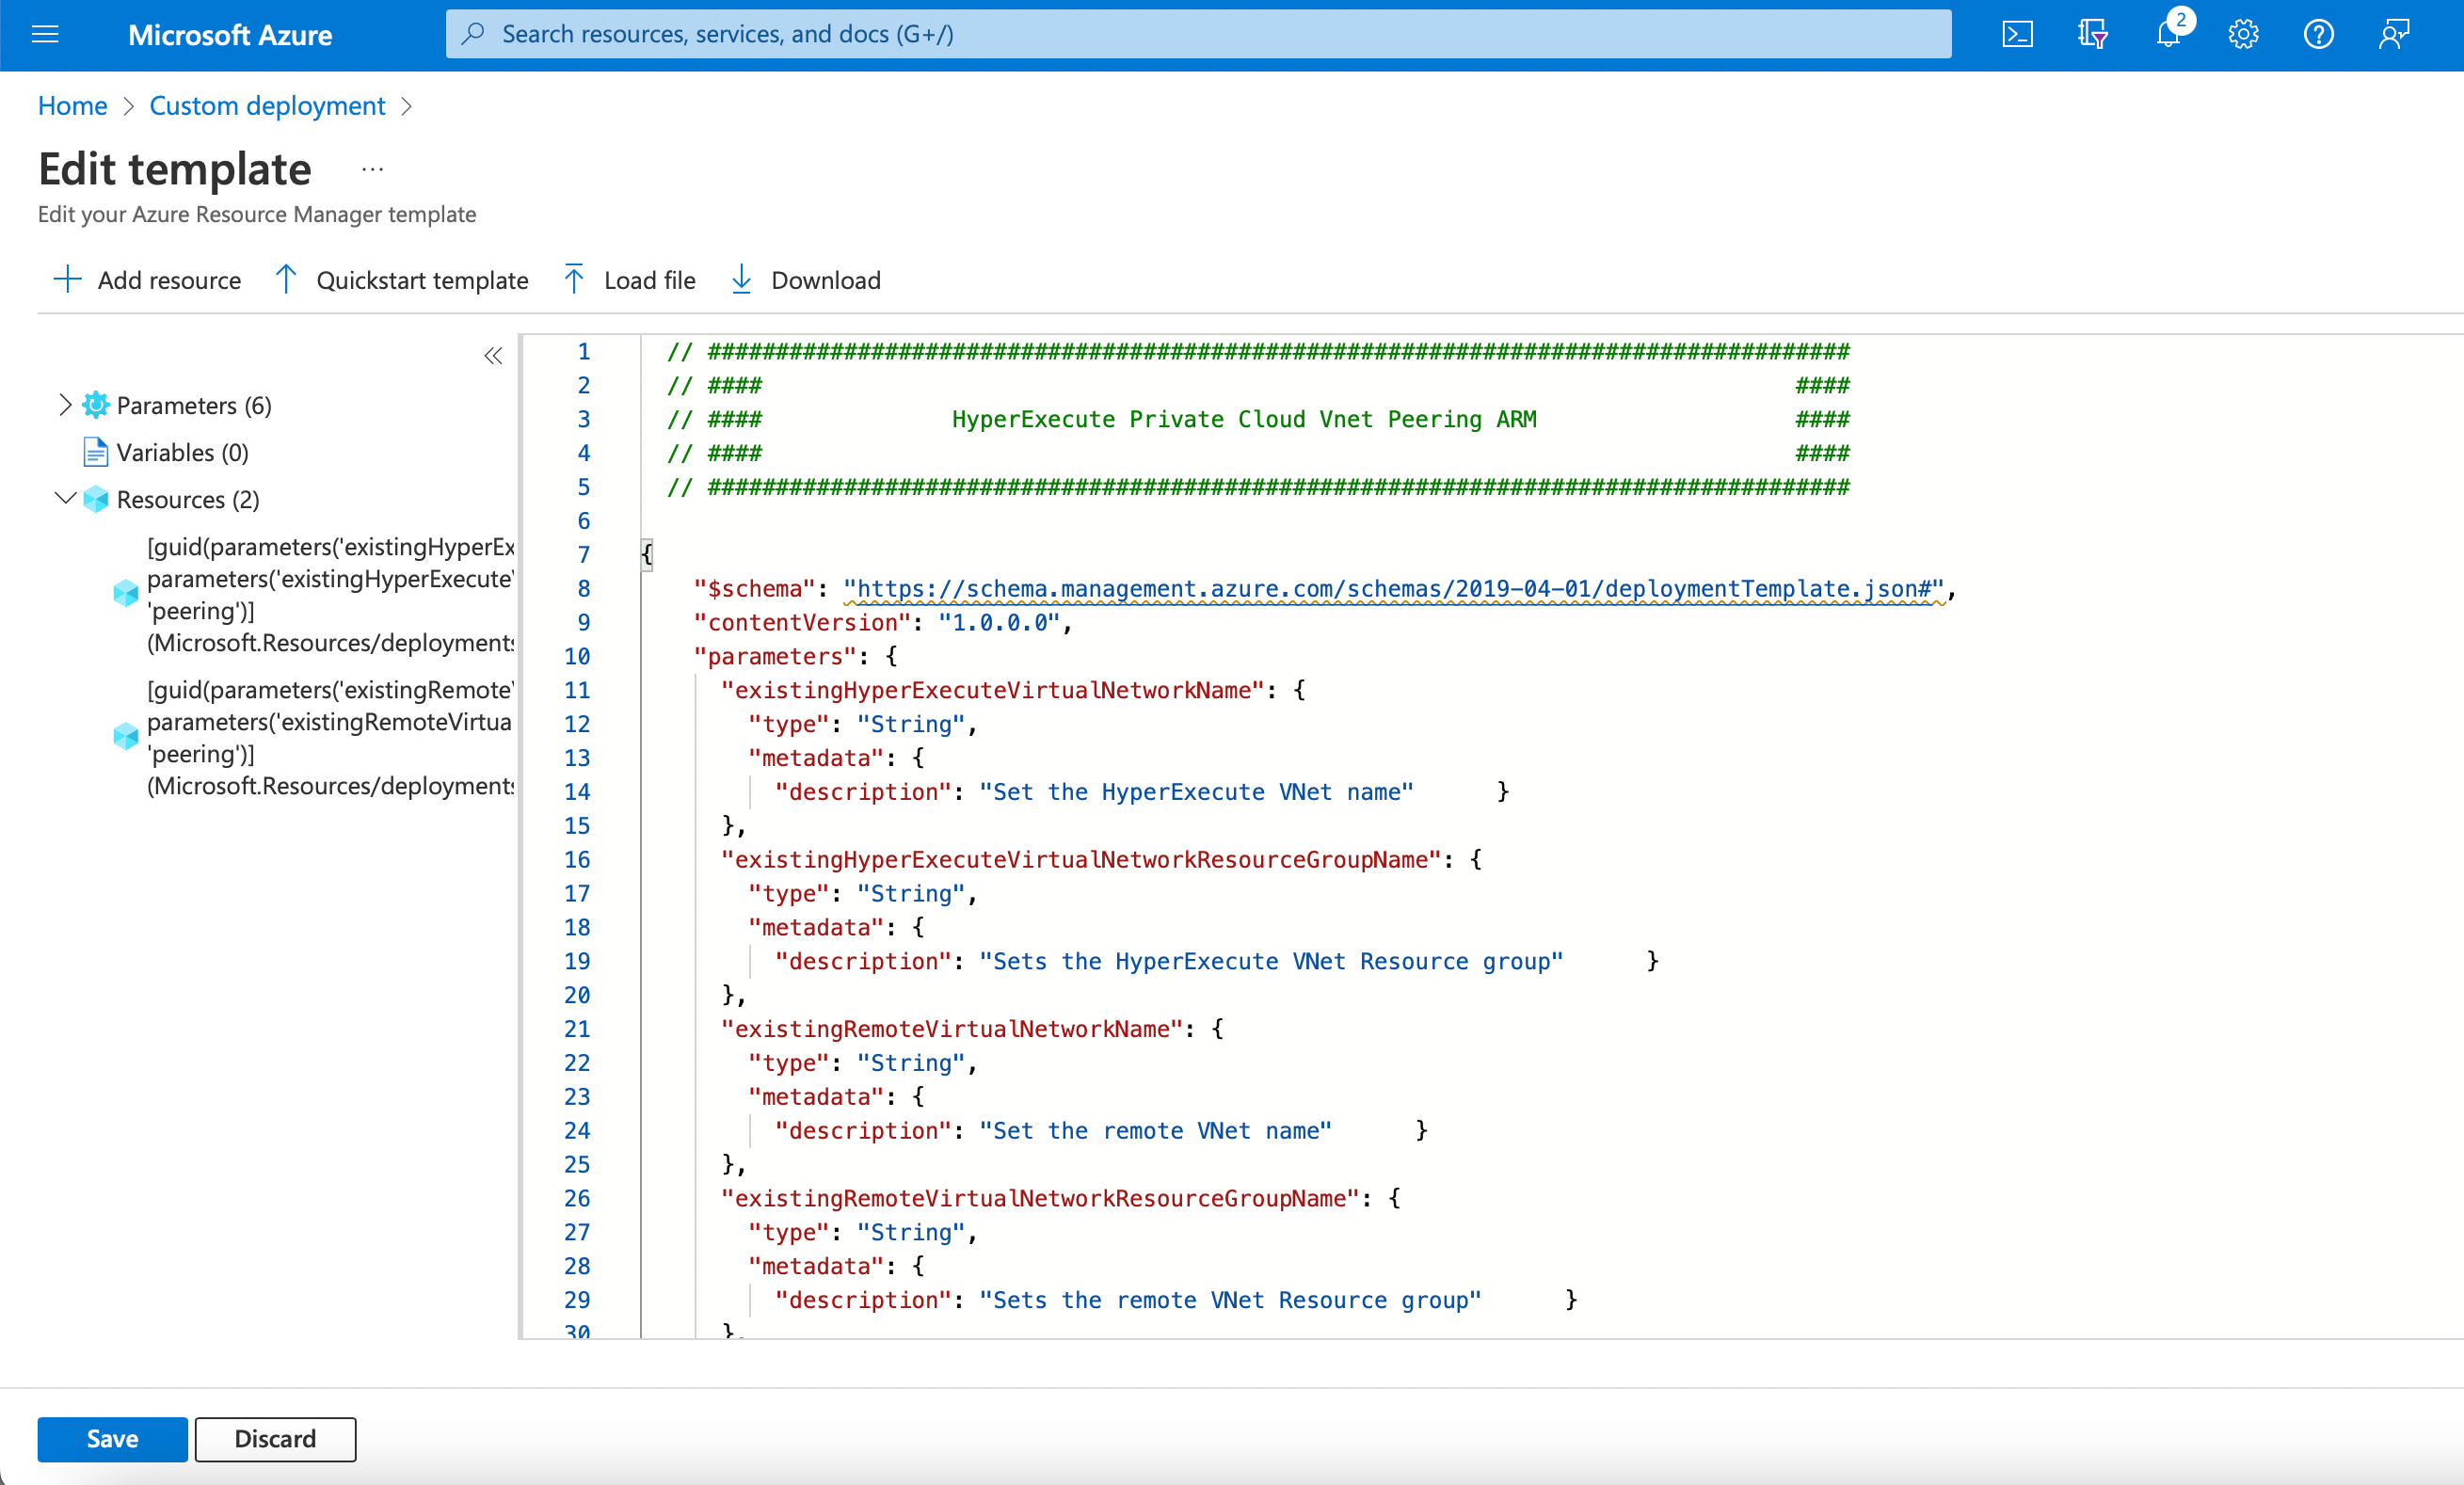 Microsoft Azure
Search resources, services, and docs (G+/)
2
Home > Custom deployment >
Edit template ...
Edit your Azure Resource Manager template
Add resource Quickstart template Load file Download
Parameters (6)
Variables (0)
Resources (2)
[guid(parameters('existingHyperEx
parameters('existingHyperExecute'
'peering')]
(Microsoft.Resources/deployments
[guid(parameters('existingRemote'
parameters('existingRemoteVirtua
'peering')]
(Microsoft.Resources/deployments
1 // ####################################################################################
2 // #### ####
3 // #### HyperExecute Private Cloud Vnet Peering ARM ####
4 // #### ####
5 // ####################################################################################
6
7 {
8 "$schema": "https://schema.management.azure.com/schemas/2019-04-01/deploymentTemplate.json#",
9 "contentVersion": "1.0.0.0",
10 "parameters": {
11 "existingHyperExecuteVirtualNetworkName": {
12 "type": "String",
13 "metadata": {
14 "description": "Set the HyperExecute VNet name" }
15 },
16 "existingHyperExecuteVirtualNetworkResourceGroupName": {
17 "type": "String",
18 "metadata": {
19 "description": "Sets the HyperExecute VNet Resource group" }
20 },
21 "existingRemoteVirtualNetworkName": {
22 "type": "String",
23 "metadata": {
24 "description": "Set the remote VNet name" }
25 },
26 "existingRemoteVirtualNetworkResourceGroupName": {
27 "type": "String",
28 "metadata": {
29 "description": "Sets the remote VNet Resource group" }
30 },
Save Discard